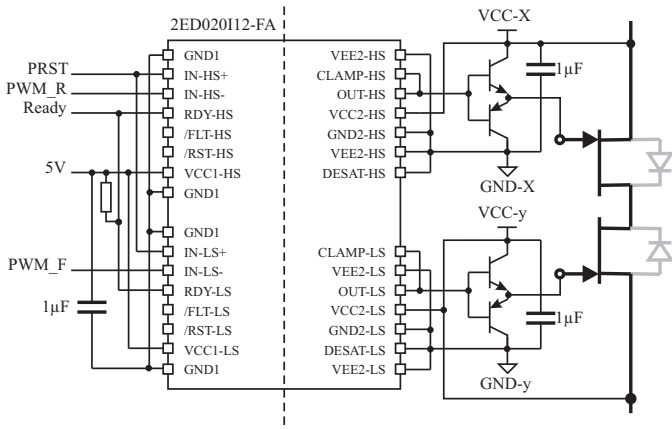 2ED020I12-FA
VCC-X
PRST
PWM_R
Ready
5V
PWM_F
1μF
GND1
IN-HS+
IN-HS-
RDY-HS
/FLT-HS
/RST-HS
VCC1-HS
GND1
GND1
IN-LS+
IN-LS-
RDY-LS
/FLT-LS
/RST-LS
VCC1-LS
GND1
VEE2-HS
CLAMP-HS
OUT-HS
VCC2-HS
GND2-HS
VEE2-HS
DESAT-HS
CLAMP-LS
VEE2-LS
OUT-LS
VCC2-LS
GND2-LS
DESAT-LS
VEE2-LS
1μF
GND-X
VCC-y
1μF
GND-y